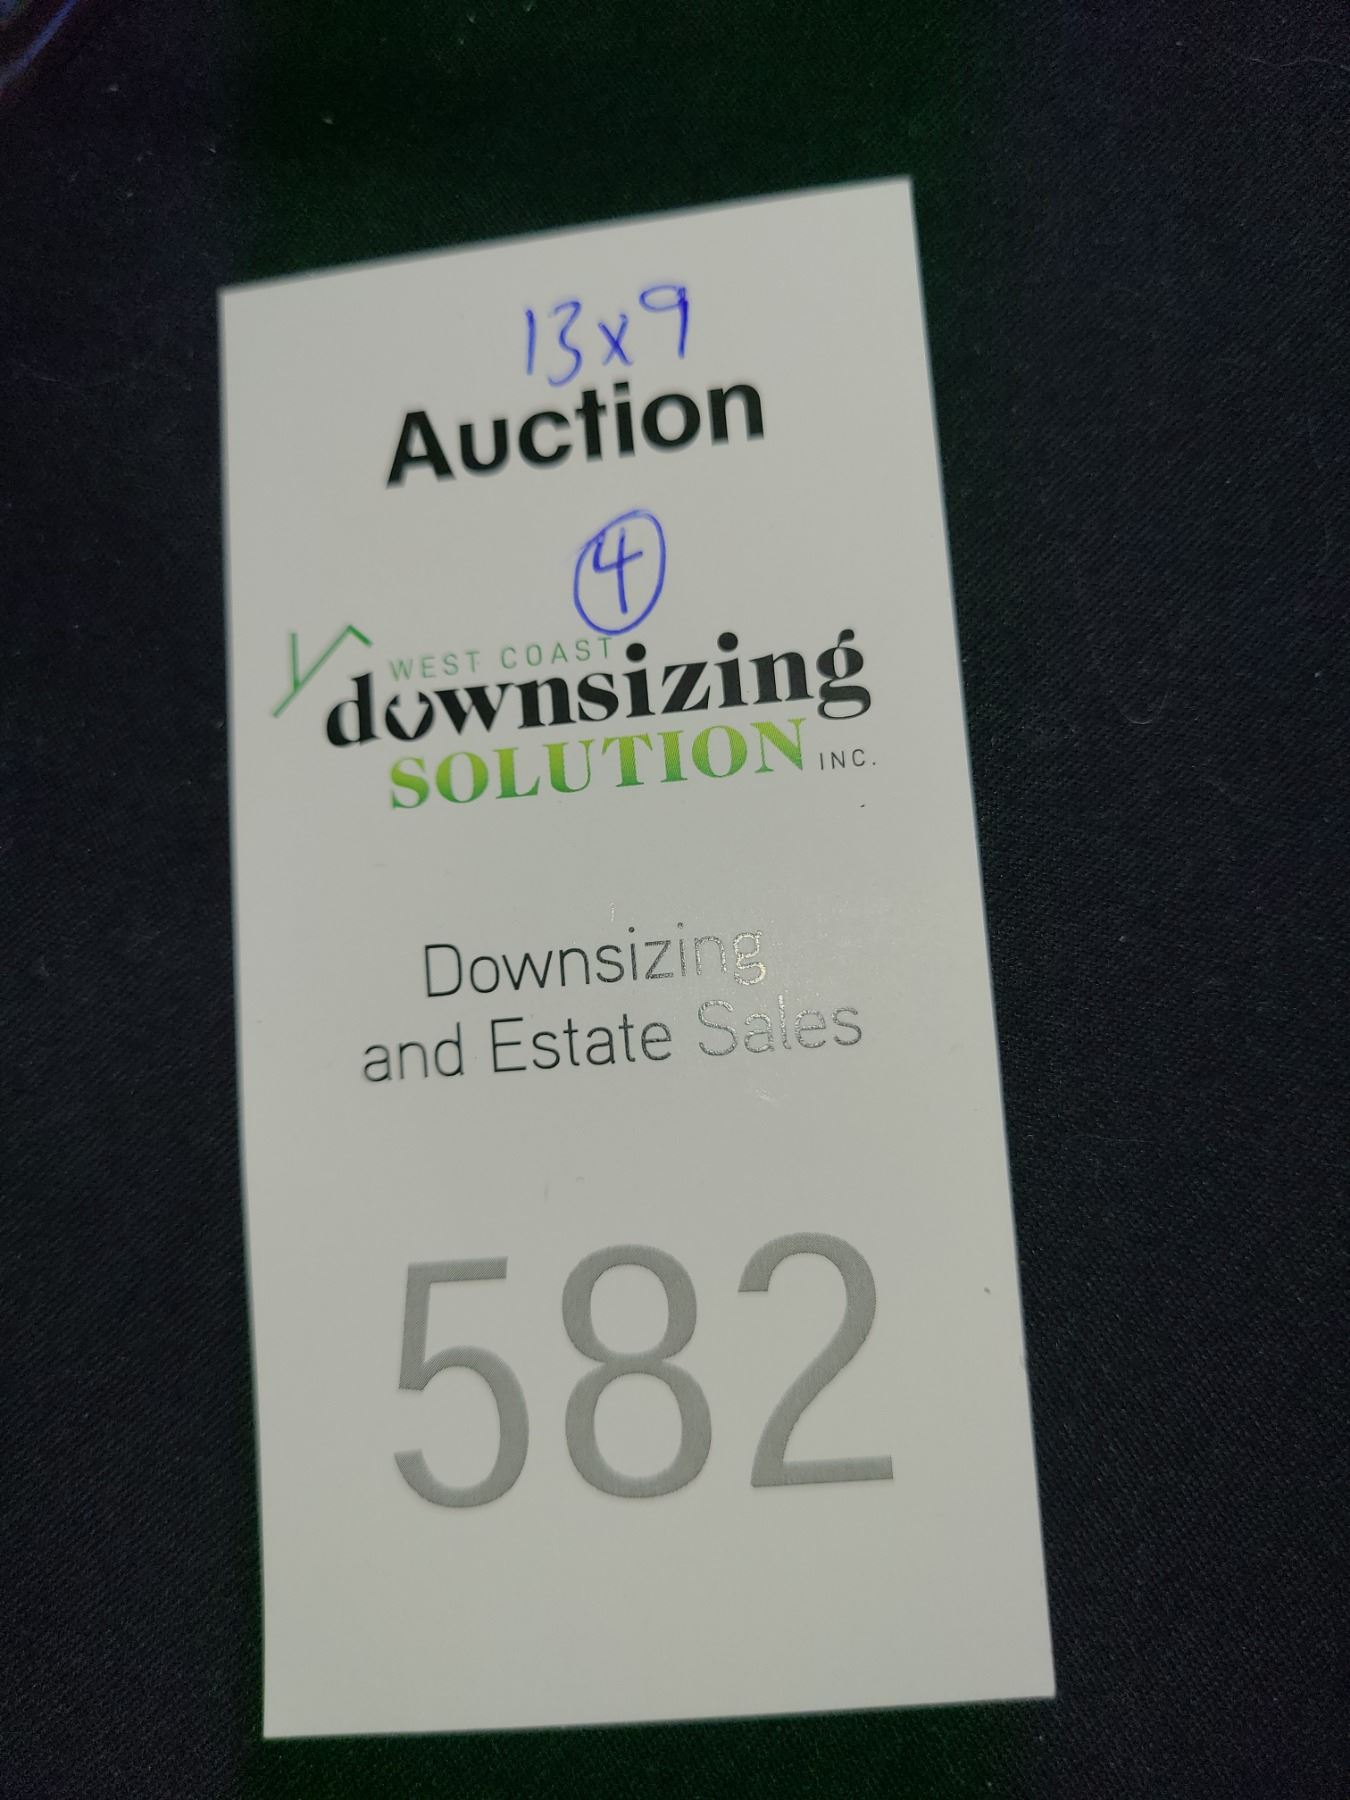 13x9
Auction
4
WEST COAST
downsizing
SOLUTION INC.
Downsizing
and Estate Sales
582